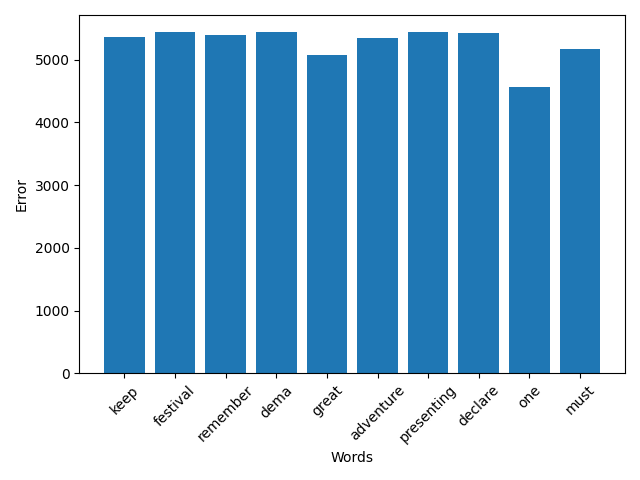 5000
4000
3000
2000
1000
0
Error
keep
festival
remember
dema
great
adventure
presenting
declare
one
must
Words